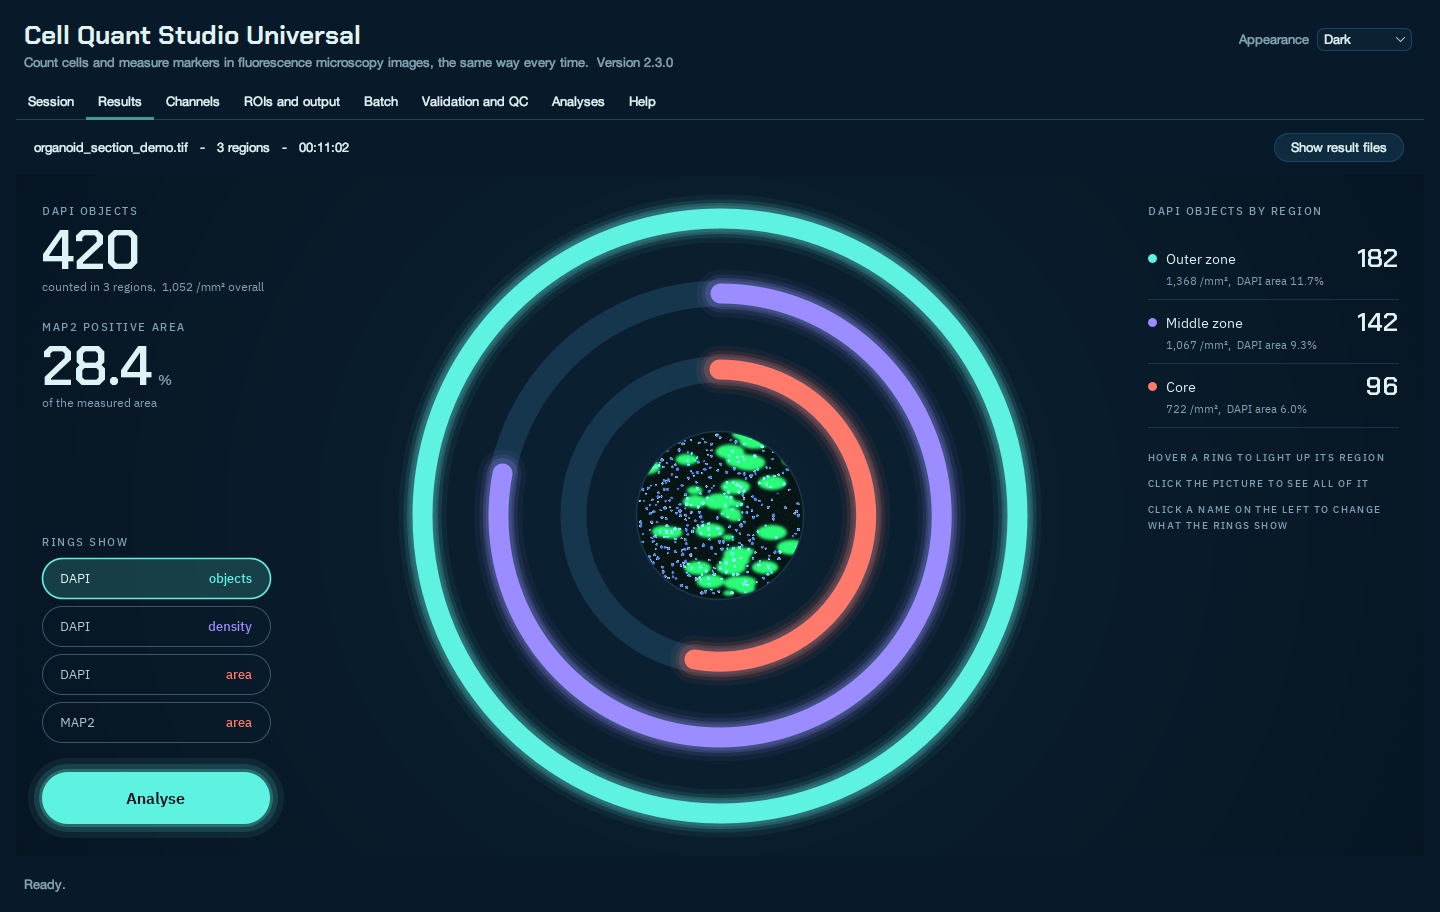 Cell Quant Studio Universal
Appearance Dark
Count cells and measure markers in fluorescence microscopy images, the same way every time. Version 2.3.0
Session Results Channels ROIs and output Batch Validation and QC Analyses Help
organoid_section_demo.tif - 3 regions - 00:11:02
Show result files
DAPI OBJECTS
420
counted in 3 regions, 1,052 /mm² overall
MAP2 POSITIVE AREA
28.4 %
of the measured area
RINGS SHOW
DAPI objects
DAPI density
DAPI area
MAP2 area
Analyse
DAPI OBJECTS BY REGION
Outer zone 182
1,368 /mm², DAPI area 11.7%
Middle zone 142
1,067 /mm², DAPI area 9.3%
Core 96
722 /mm², DAPI area 6.0%
HOVER A RING TO LIGHT UP ITS REGION
CLICK THE PICTURE TO SEE ALL OF IT
CLICK A NAME ON THE LEFT TO CHANGE
WHAT THE RINGS SHOW
Ready.